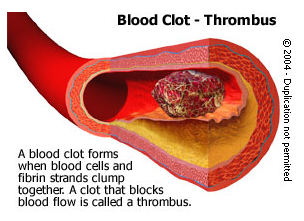 Blood Clot - Thrombus
© 2004 - Duplication not permitted
A blood clot forms
when blood cells and
fibrin strands clump
together. A clot that blocks
blood flow is called a thrombus.